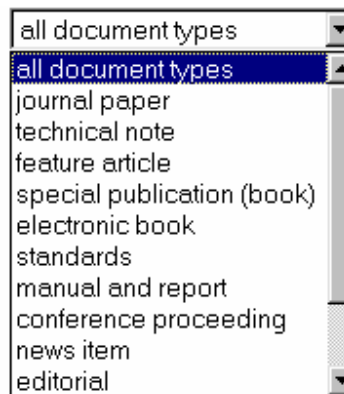 all document types
all document types
journal paper
technical note
feature article
special publication (book)
electronic book
standards
manual and report
conference proceeding
news item
editorial